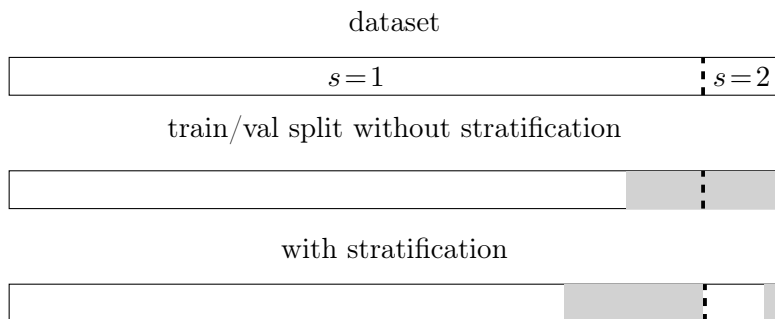 dataset
s=1 s=2
train/val split without stratification
with stratification